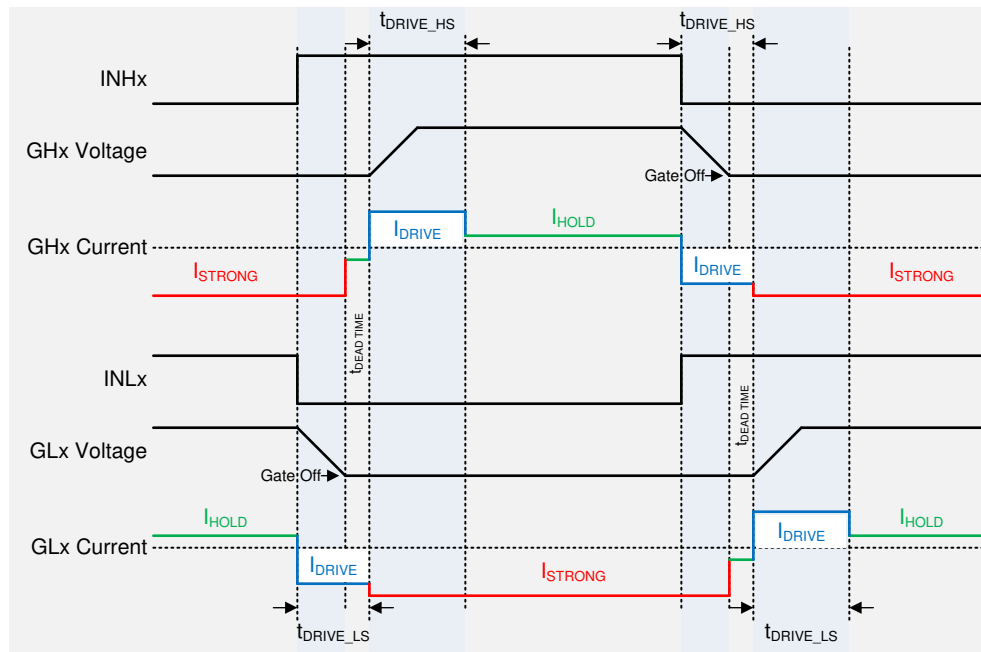 tDRIVE_HS tDRIVE_HS
INHx
GHx Voltage
Gate Off
GHx Current
IDRIVE IHOLD
ISTRONG IDRIVE ISTRONG
tDEAD TIME
INLx
tDEAD TIME
GLx Voltage
Gate Off
IHOLD IDRIVE IHOLD
GLx Current
IDRIVE ISTRONG
tDRIVE_LS tDRIVE_LS